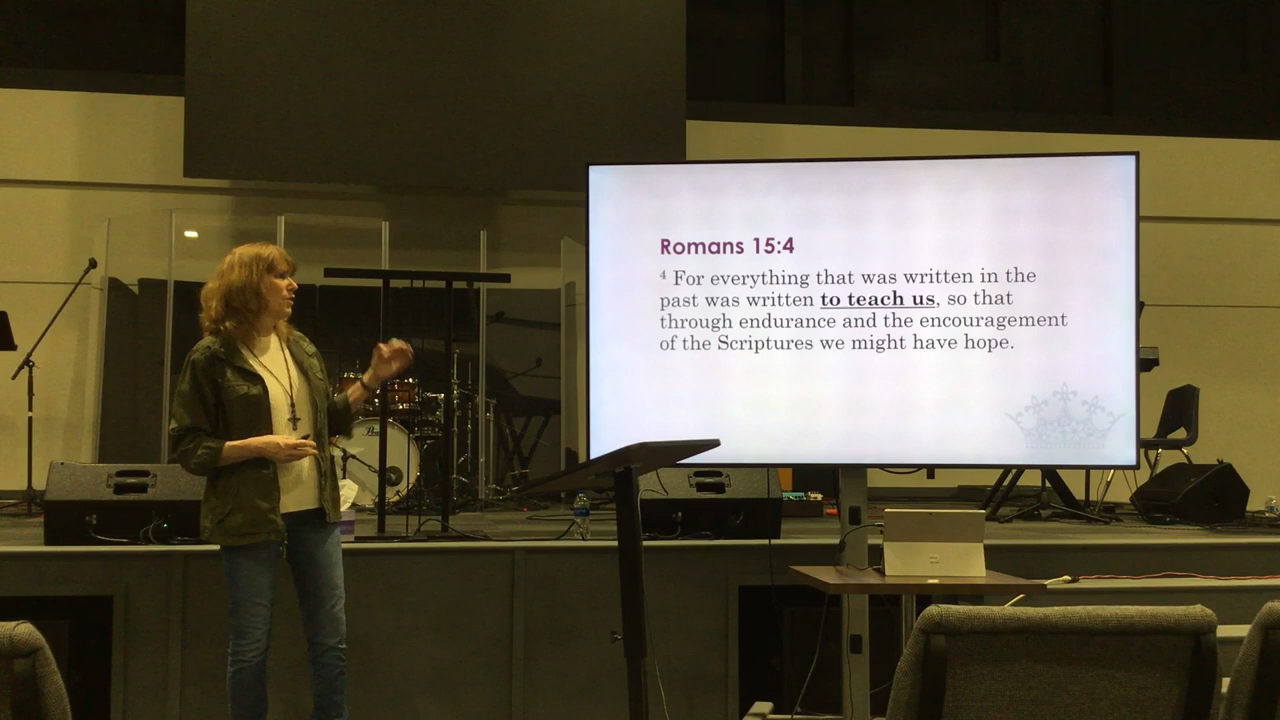 Romans 15:4
4 For everything that was written in the
past was written to teach us, so that
through endurance and the encouragement
of the Scriptures we might have hope.